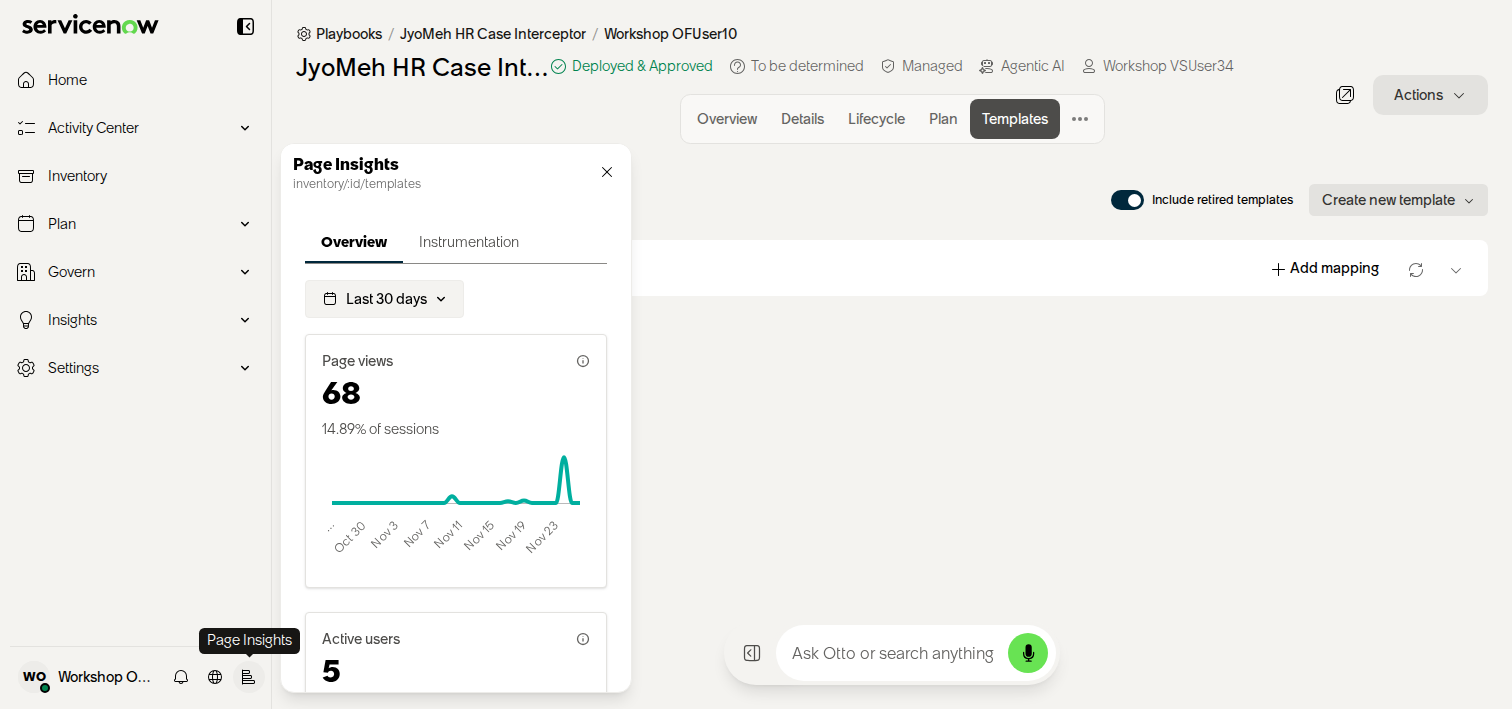 servicenow
Home
Activity Center
Inventory
Plan
Govern
Insights
Settings
Page Insights
WO
Workshop O...
Playbooks / JyoMeh HR Case Interceptor / Workshop OFUser10
JyoMeh HR Case Int...
Deployed & Approved
To be determined
Managed
Agentic AI
Workshop VSUser34
Actions
Overview
Details
Lifecycle
Plan
Templates
Include retired templates
Create new template
Add mapping
Page Insights
inventory/:id/templates
Overview
Instrumentation
Last 30 days
Page views
68
14.89% of sessions
...
Oct 30
Nov 3
Nov 7
Nov 11
Nov 15
Nov 19
Nov 23
Active users
5
Ask Otto or search anything